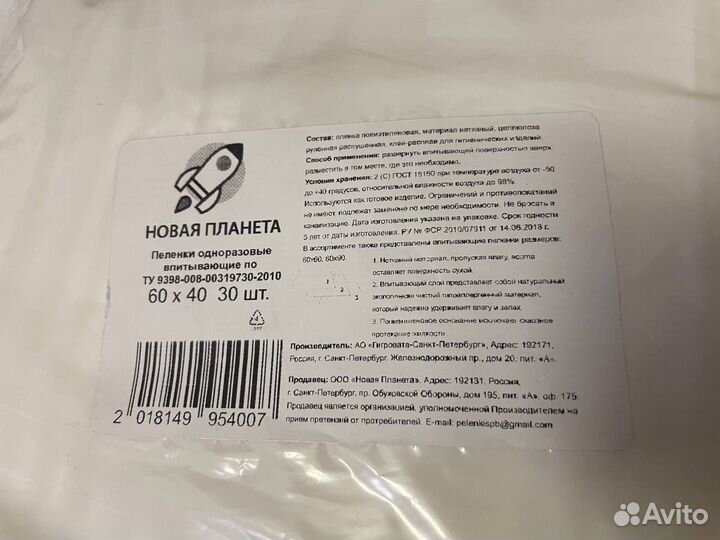 НОВАЯ ПЛАНЕТА
Пеленки одноразовые
впитывающие по
ТУ 9398-008-00319730-2010
60 х 40 30 шт.
2 018149 954007
Состав: пленка полиэтиленовая, материал нетканый, целлюлоза
рулонная распушенная, клей-расплав для гигиенических изделий.
Способ применения: развернуть впитывающей поверхностью вверх,
разместить в том месте, где это необходимо.
Условия хранения: 2 (С) ГОСТ 15150 при температуре воздуха от -50
до +40 градусов, относительной влажности воздуха до 98%.
Используются как готовое изделие. Ограничений и противопоказаний
не имеют подлежат заменено по мере необходимости. Не бросать в
канализацию. Дата изготовления указана на упаковке. Срок годности
5 лет от даты изготовления. РУ № ФСР 2010/07911 от 14.08.2018 г.
В ассортименте также представлены впитывающие пеленки размеров:
60х60, 60х90.
1. Нетканый материал, пропуская влагу, всегда
оставляет поверхность сухой.
2. Впитывающий слой представляет собой натуральный
экологически чистый гипоаллергенный материал,
который надежно удерживает влагу и запах.
3. Полиэтиленовое основание исключает сквозное
протекание жидкости.
1
2
3
Производитель: АО «Гигровата-Санкт-Петербург», Адрес: 192171,
Россия, г. Санкт-Петербург, Железнодорожный пр., дом 20, лит. «А».
Продавец: ООО «Новая Планета». Адрес: 192131, Россия,
г. Санкт-Петербург, пр. Обуховской Обороны, дом 195, лит. «А», оф. 175
Продавец является организацией, уполномоченной Производителем на
прием претензий от протребителей. E-mail: pelenkispb@gmail.com
Avito